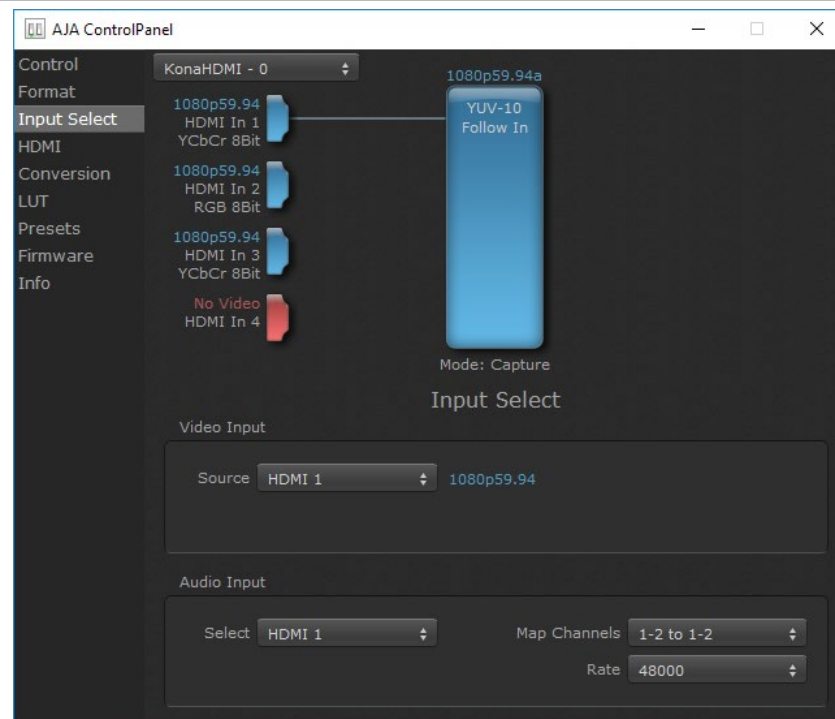 AJA ControlPanel
Control
Format
Input Select
HDMI
Conversion
LUT
Presets
Firmware
Info
KonaHDMI - 0
1080p59.94
HDMI In 1
YCbCr 8Bit
1080p59.94
HDMI In 2
RGB 8Bit
1080p59.94
HDMI In 3
YCbCr 8Bit
No Video
HDMI In 4
1080p59.94a
YUV-10
Follow In
Mode: Capture
Input Select
Video Input
Source HDMI 1 1080p59.94
Audio Input
Select HDMI 1 Map Channels 1-2 to 1-2
Rate 48000